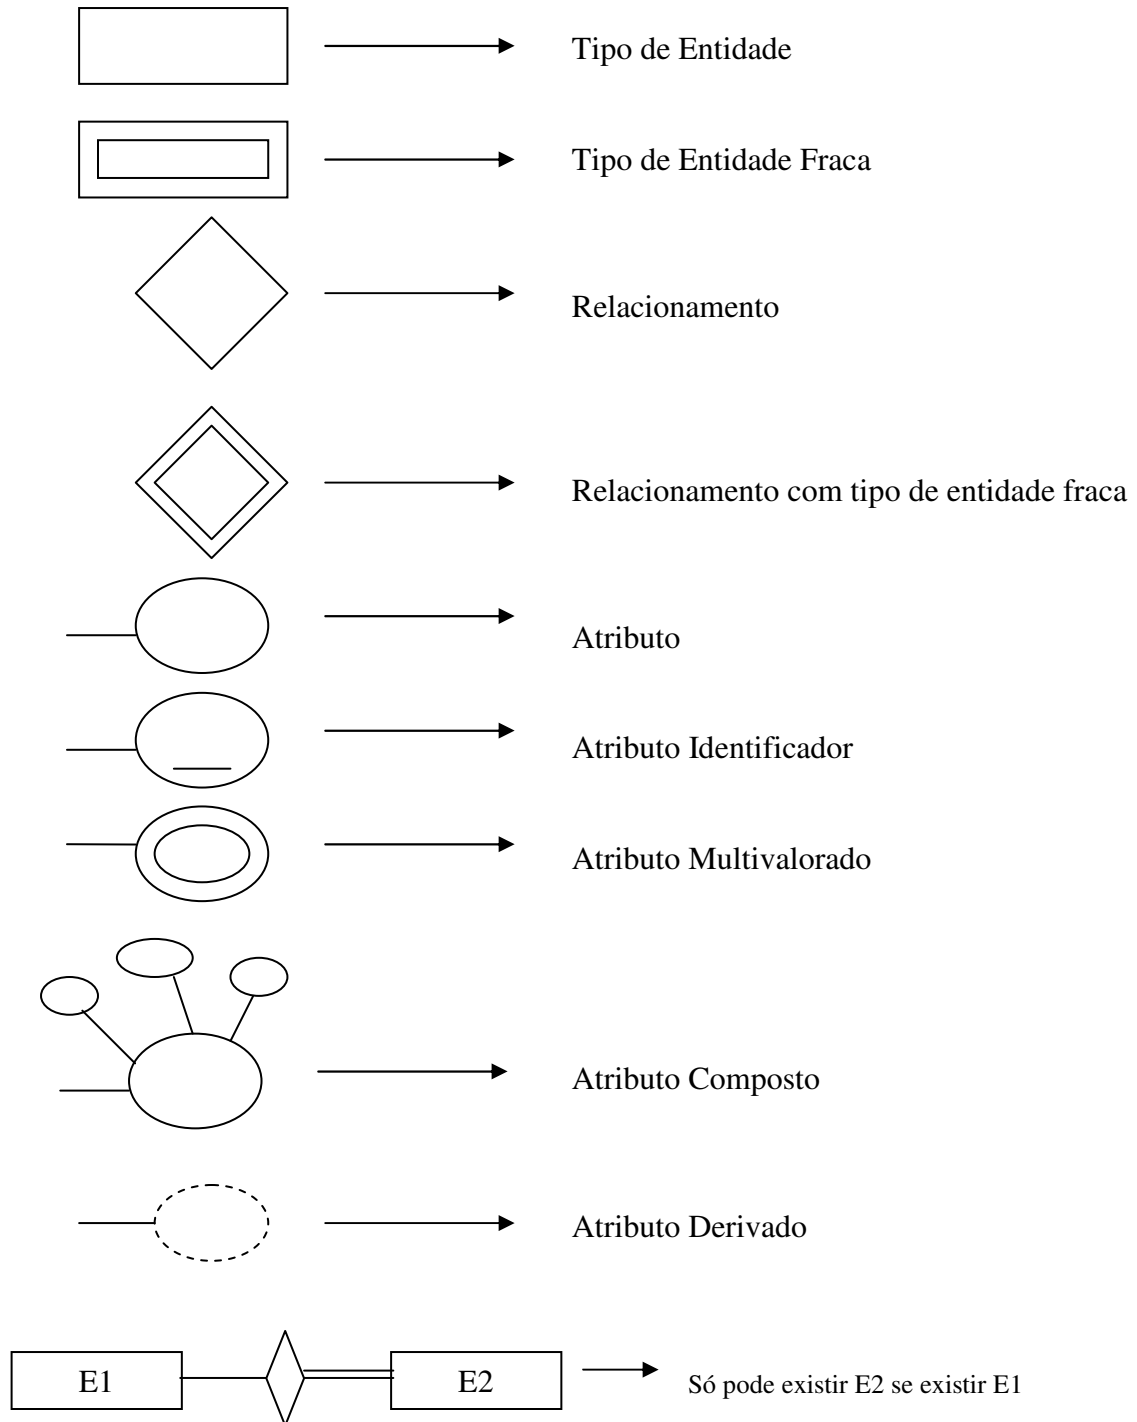 Tipo de Entidade
Tipo de Entidade Fraca
Relacionamento
Relacionamento com tipo de entidade fraca
Atributo
Atributo Identificador
Atributo Multivalorado
Atributo Composto
Atributo Derivado
E1 E2 Só pode existir E2 se existir E1